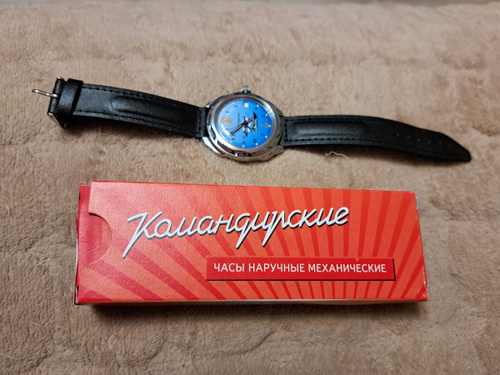 Командирские
ЧАСЫ НАРУЧНЫЕ МЕХАНИЧЕСКИЕ